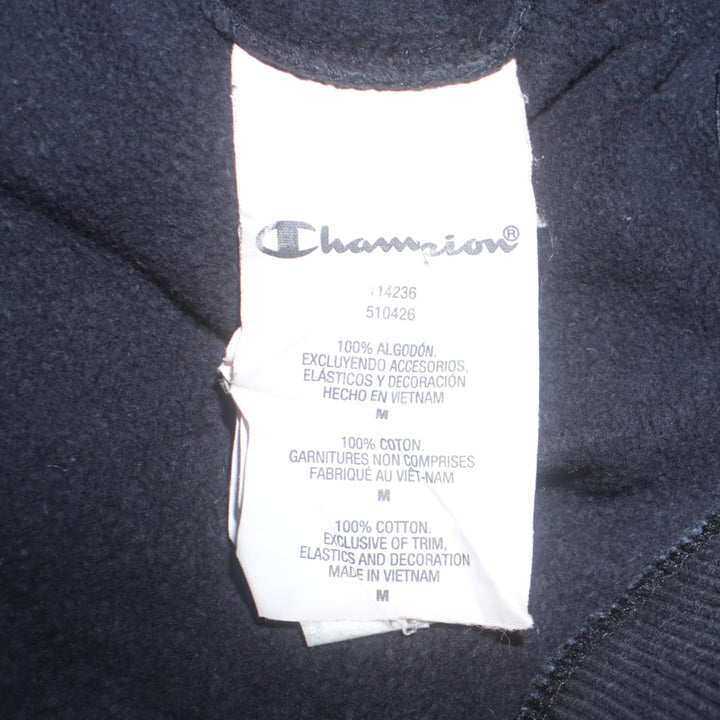 Champion®
114236
510426
100% ALGODÓN.
EXCLUYENDO ACCESORIOS,
ELÁSTICOS Y DECORACIÓN
HECHO EN VIETNAM
M
100% COTON.
GARNITURES NON COMPRISES
FABRIQUÉ AU VIÊT-NAM
M
100% COTTON.
EXCLUSIVE OF TRIM,
ELASTICS AND DECORATION
MADE IN VIETNAM
M